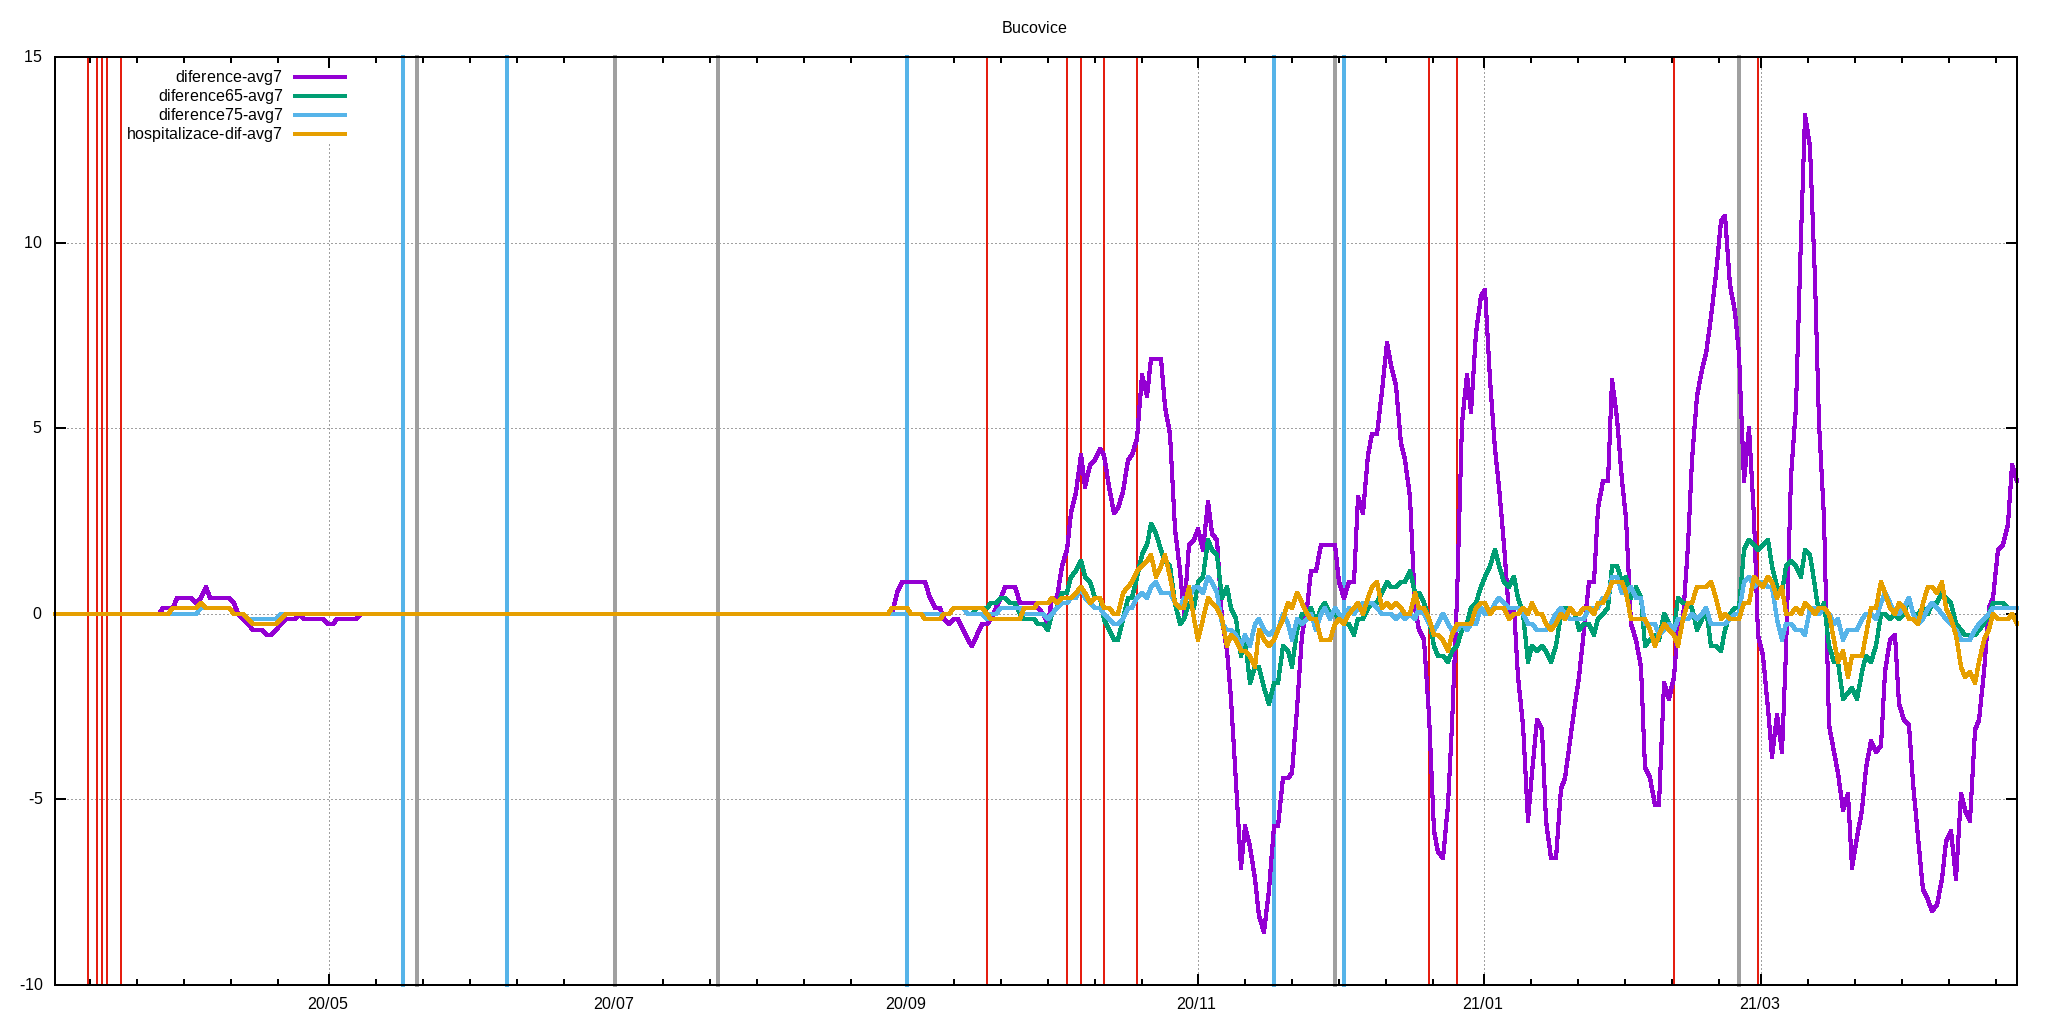 Bucovice
15
10
5
0
-5
-10
diference-avg7
diference65-avg7
diference75-avg7
hospitalizace-dif-avg7
20/05
20/07
20/09
20/11
21/01
21/03